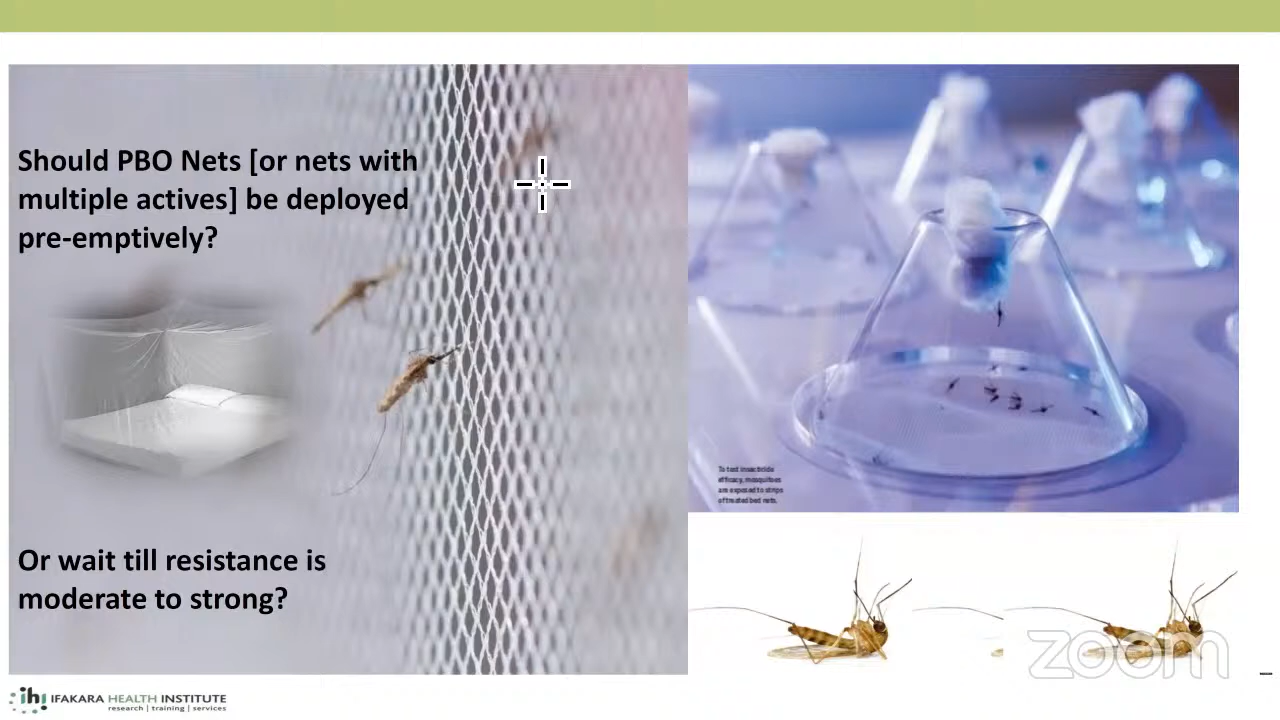 Should PBO Nets [or nets with
multiple actives] be deployed
pre-emptively?
Or wait till resistance is
moderate to strong?
To test insecticide
efficacy, mosquitoes
are exposed to strips
of treated bed nets.
zoom
ihi IFAKARA HEALTH INSTITUTE
research | training | services